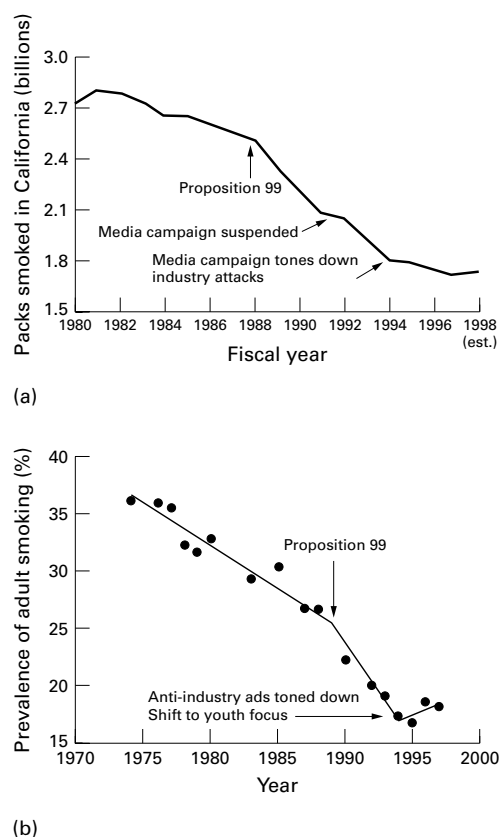 Packs smoked in California (billions)
3.0
2.7
2.4
2.1
1.8
1.5
Proposition 99
Media campaign suspended
Media campaign tones down
industry attacks
1980 1982 1984 1986 1988 1990 1992 1994 1996 1998
(est.)
Fiscal year
(a)
Prevalence of adult smoking (%)
40
35
30
25
20
15
Proposition 99
Anti-industry ads toned down
Shift to youth focus
1970 1975 1980 1985 1990 1995 2000
Year
(b)